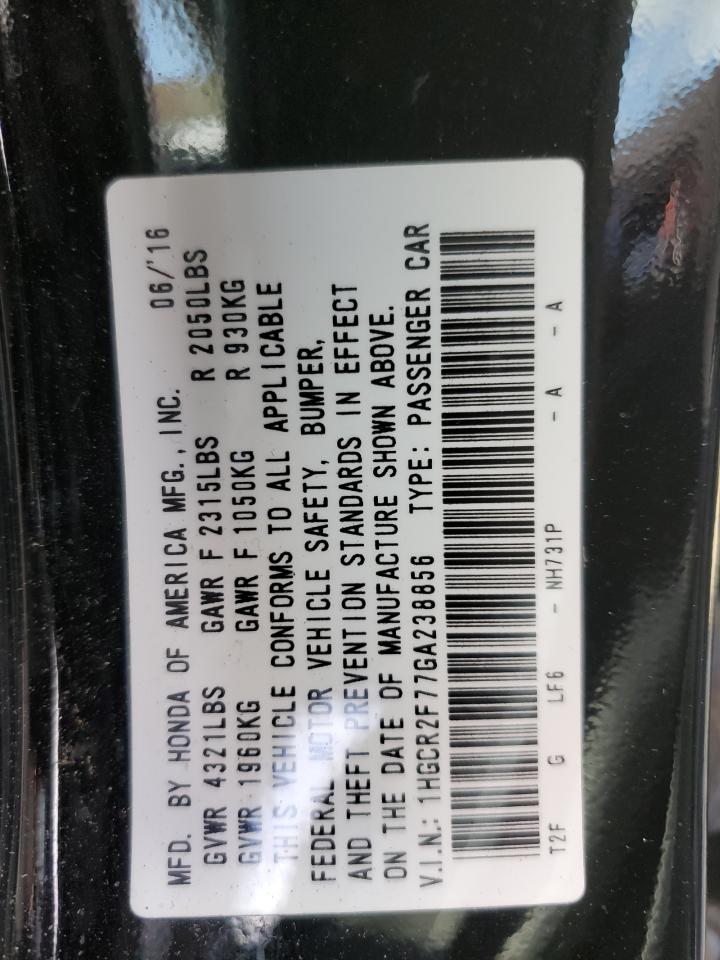 MFD. BY HONDA OF AMERICA MFG., INC. 06/'16
GVWR 4321LBS GAWR F 2315LBS R 2050LBS
GVWR 1960KG GAWR F 1050KG R 930KG
THIS VEHICLE CONFORMS TO ALL APPLICABLE
FEDERAL MOTOR VEHICLE SAFETY, BUMPER,
AND THEFT PREVENTION STANDARDS IN EFFECT
ON THE DATE OF MANUFACTURE SHOWN ABOVE.
V.I.N.: 1HGCR2F77GA238856 TYPE: PASSENGER CAR
T2F G LF6 - NH731P - A - A